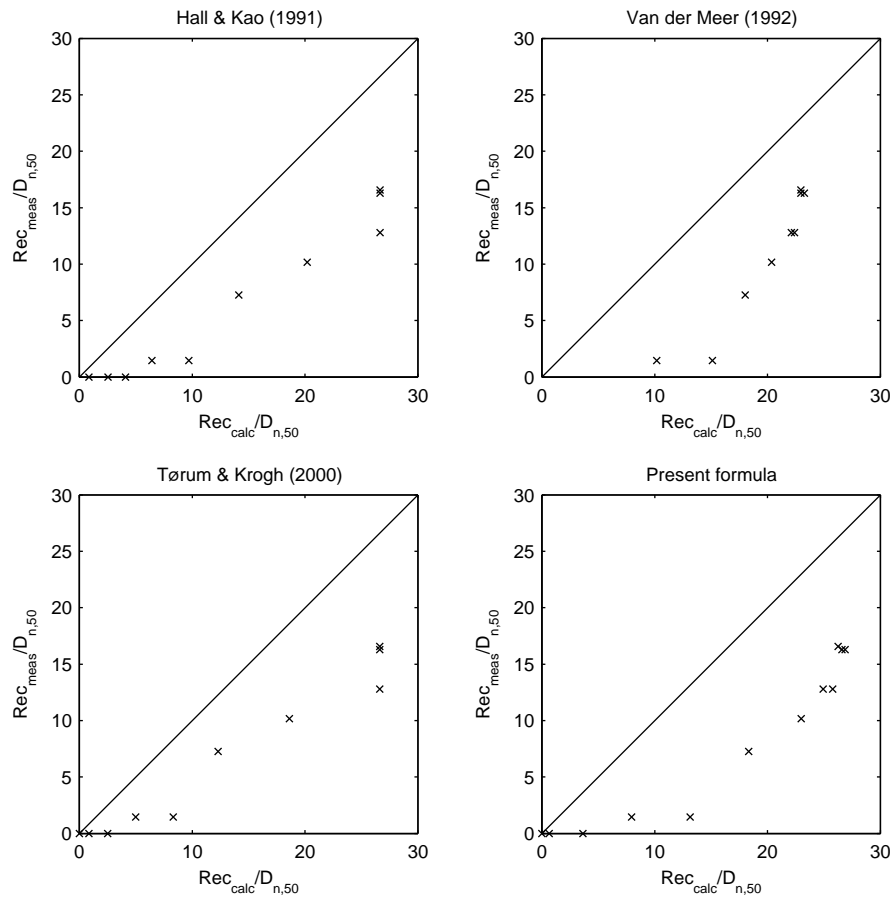 Hall & Kao (1991)
30
25
20
15
10
5
0
0 10 20 30
Rec_meas/D_n,50
Rec_calc/D_n,50
Van der Meer (1992)
30
25
20
15
10
5
0
0 10 20 30
Rec_meas/D_n,50
Rec_calc/D_n,50
Tørum & Krogh (2000)
30
25
20
15
10
5
0
0 10 20 30
Rec_meas/D_n,50
Rec_calc/D_n,50
Present formula
30
25
20
15
10
5
0
0 10 20 30
Rec_meas/D_n,50
Rec_calc/D_n,50